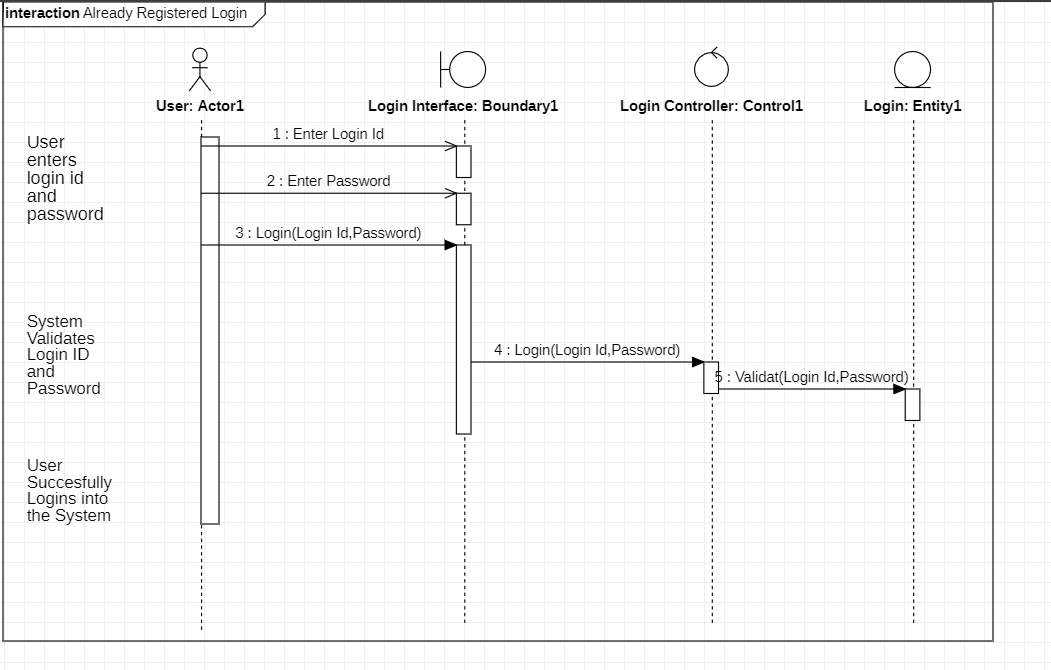 interaction Already Registered Login
User: Actor1
Login Interface: Boundary1
Login Controller: Control1
Login: Entity1
User
enters
login id
and
password
1 : Enter Login Id
2 : Enter Password
3 : Login(Login Id,Password)
System
Validates
Login ID
and
Password
4 : Login(Login Id,Password)
5 : Validat(Login Id,Password)
User
Succesfully
Logins into
the System